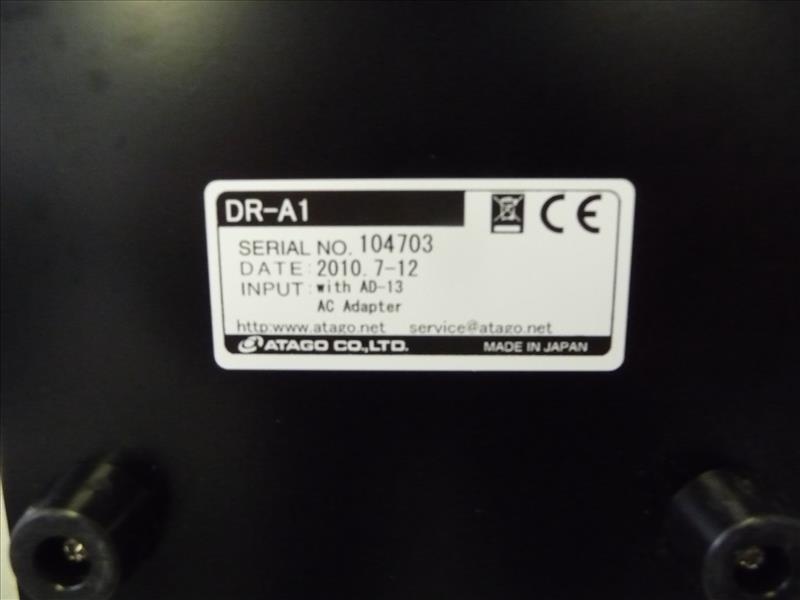 DR-A1
CE
SERIAL NO. 104703
DATE: 2010. 7-12
INPUT: with AD-13
AC Adapter
http:www.atago.net service@atago.net
ATAGO CO.,LTD. MADE IN JAPAN